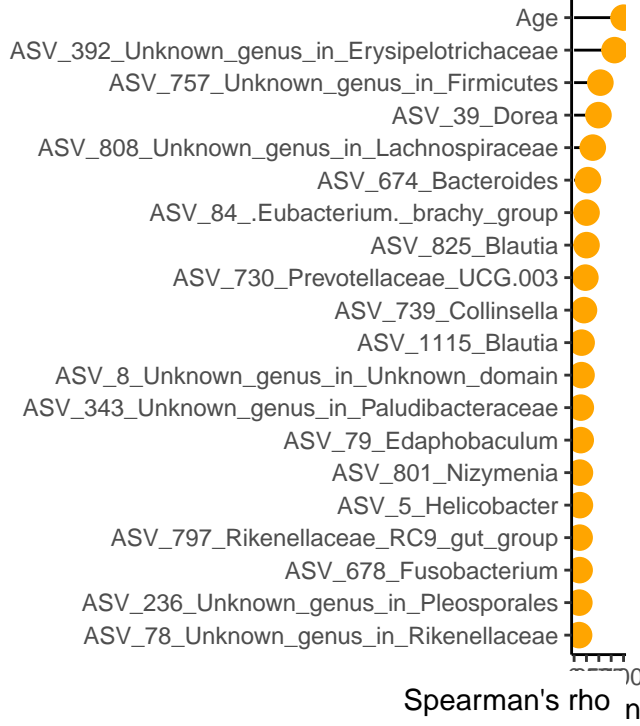 Age
ASV_392_Unknown_genus_in_Erysipelotrichaceae
ASV_757_Unknown_genus_in_Firmicutes
ASV_39_Dorea
ASV_808_Unknown_genus_in_Lachnospiraceae
ASV_674_Bacteroides
ASV_84_.Eubacterium._brachy_group
ASV_825_Blautia
ASV_730_Prevotellaceae_UCG.003
ASV_739_Collinsella
ASV_1115_Blautia
ASV_8_Unknown_genus_in_Unknown_domain
ASV_343_Unknown_genus_in_Paludibacteraceae
ASV_79_Edaphobaculum
ASV_801_Nizymenia
ASV_5_Helicobacter
ASV_797_Rikenellaceae_RC9_gut_group
ASV_678_Fusobacterium
ASV_236_Unknown_genus_in_Pleosporales
ASV_78_Unknown_genus_in_Rikenellaceae
Spearman's rho